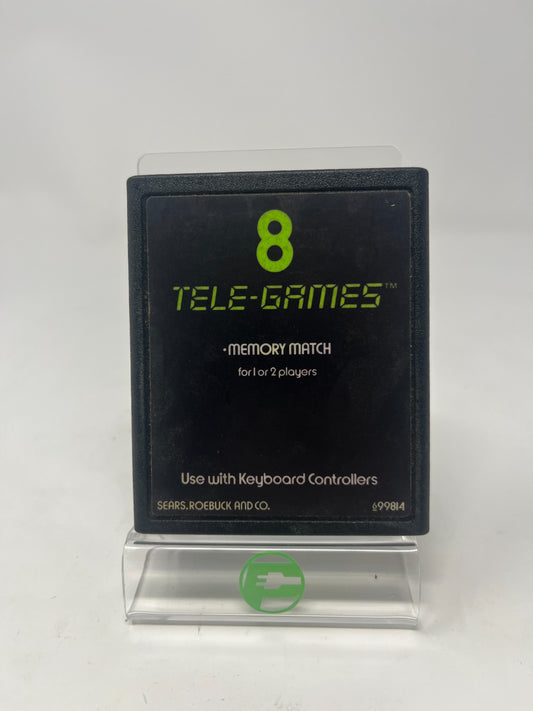 8
TELE-GAMES™
•MEMORY MATCH
for 1 or 2 players
Use with Keyboard Controllers
SEARS, ROEBUCK AND CO. 699814